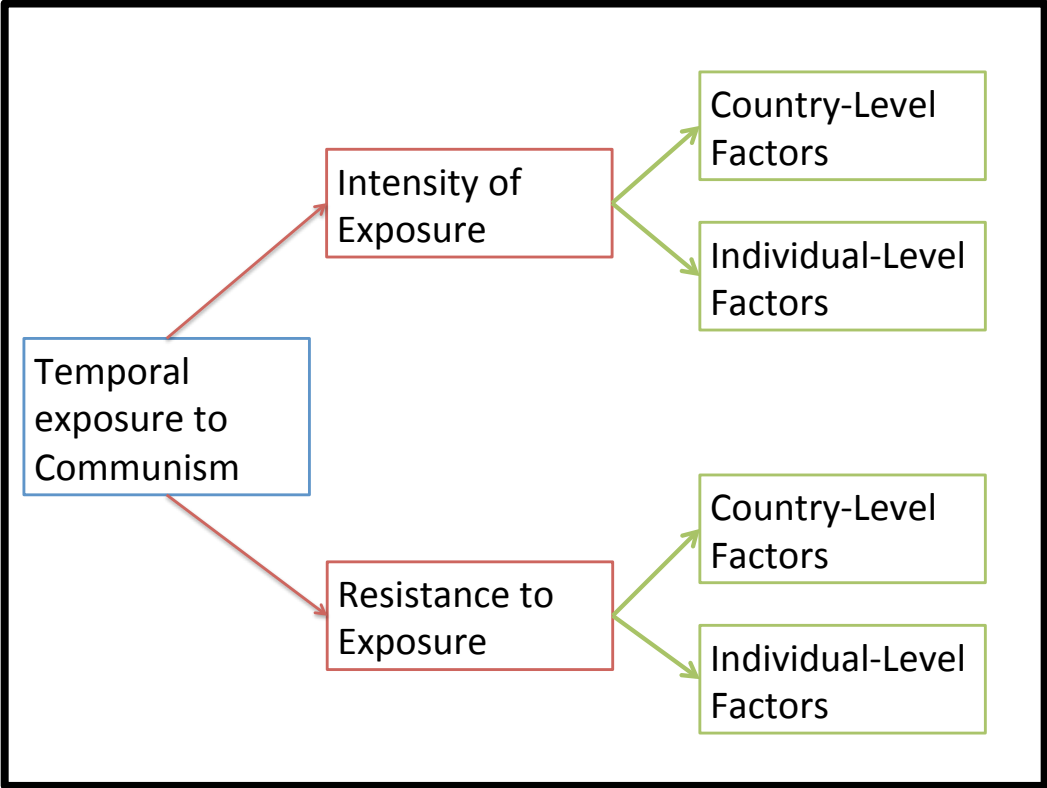 Temporal
exposure to
Communism
Intensity of
Exposure
Country-Level
Factors
Individual-Level
Factors
Resistance to
Exposure
Country-Level
Factors
Individual-Level
Factors